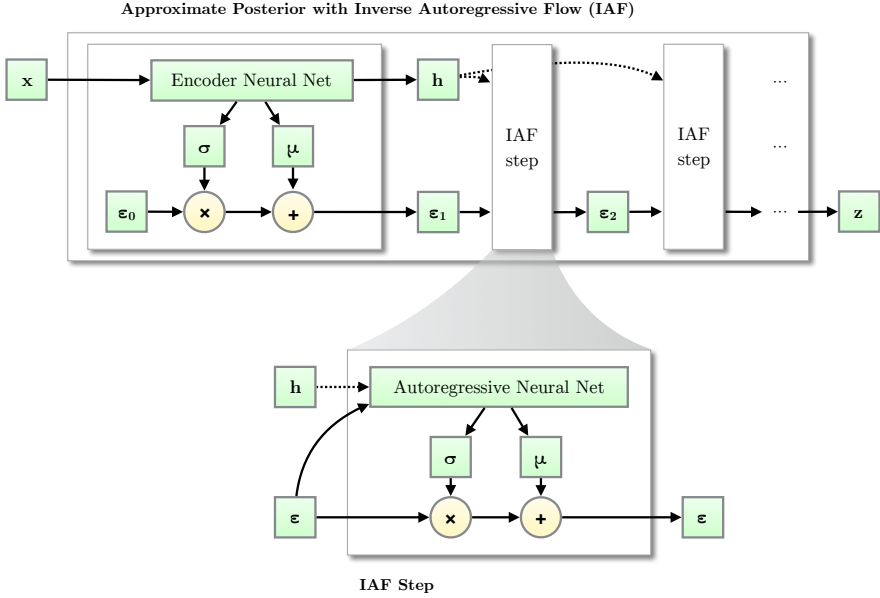 Approximate Posterior with Inverse Autoregressive Flow (IAF)
x
Encoder Neural Net
h
IAF
step
IAF
step
...
...
σ
μ
ε0
×
+
ε1
ε2
...
z
h
Autoregressive Neural Net
σ
μ
ε
×
+
ε
IAF Step